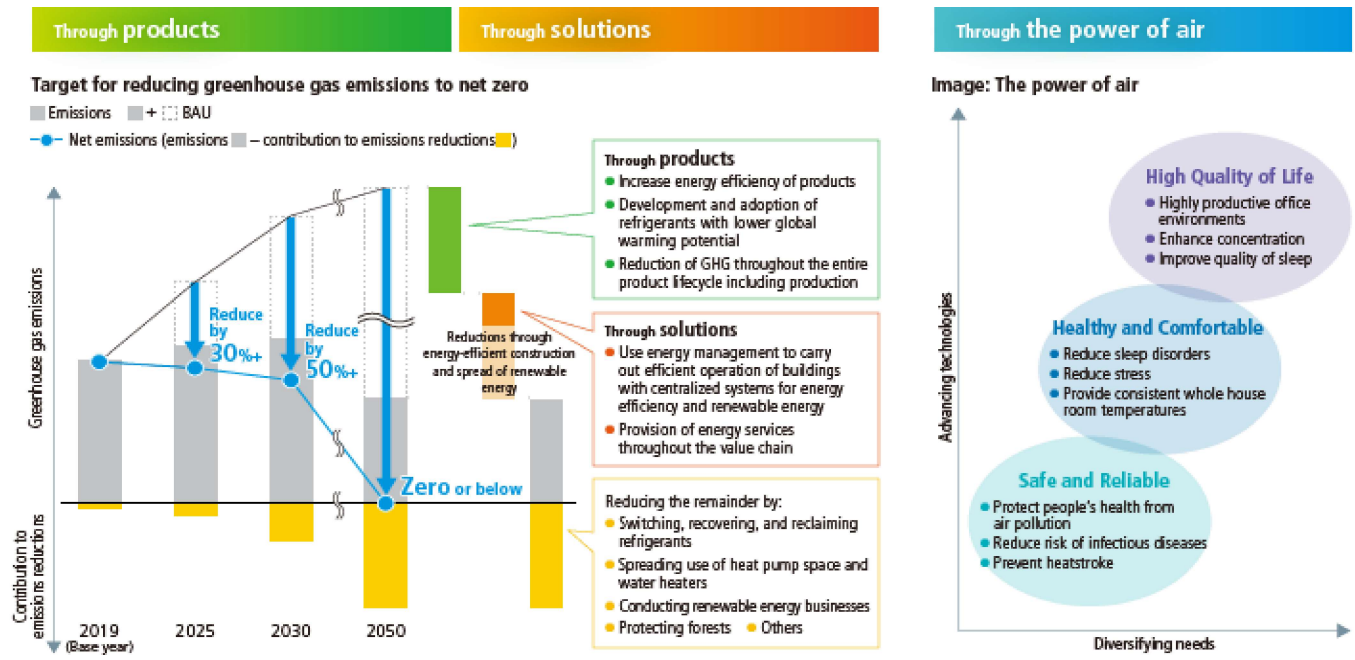 Through products
Through solutions
Through the power of air
Target for reducing greenhouse gas emissions to net zero
Emissions + BAU
Net emissions (emissions – contribution to emissions reductions )
Greenhouse gas emissions
Contribution to
emissions reductions
Reduce
by
30%+
Reduce
by
50%+
Zero or below
Reductions through
energy-efficient construction
and spread of renewable
energy
2019
(Base year)
2025
2030
2050
Through products
● Increase energy efficiency of products
● Development and adoption of
refrigerants with lower global
warming potential
● Reduction of GHG throughout the entire
product lifecycle including production
Through solutions
● Use energy management to carry
out efficient operation of buildings
with centralized systems for energy
efficiency and renewable energy
● Provision of energy services
throughout the value chain
Reducing the remainder by:
● Switching, recovering, and reclaiming
refrigerants
● Spreading use of heat pump space and
water heaters
● Conducting renewable energy businesses
● Protecting forests ● Others
Image: The power of air
Advancing technologies
High Quality of Life
● Highly productive office
environments
● Enhance concentration
● Improve quality of sleep
Healthy and Comfortable
● Reduce sleep disorders
● Reduce stress
● Provide consistent whole house
room temperatures
Safe and Reliable
● Protect people's health from
air pollution
● Reduce risk of infectious diseases
● Prevent heatstroke
Diversifying needs